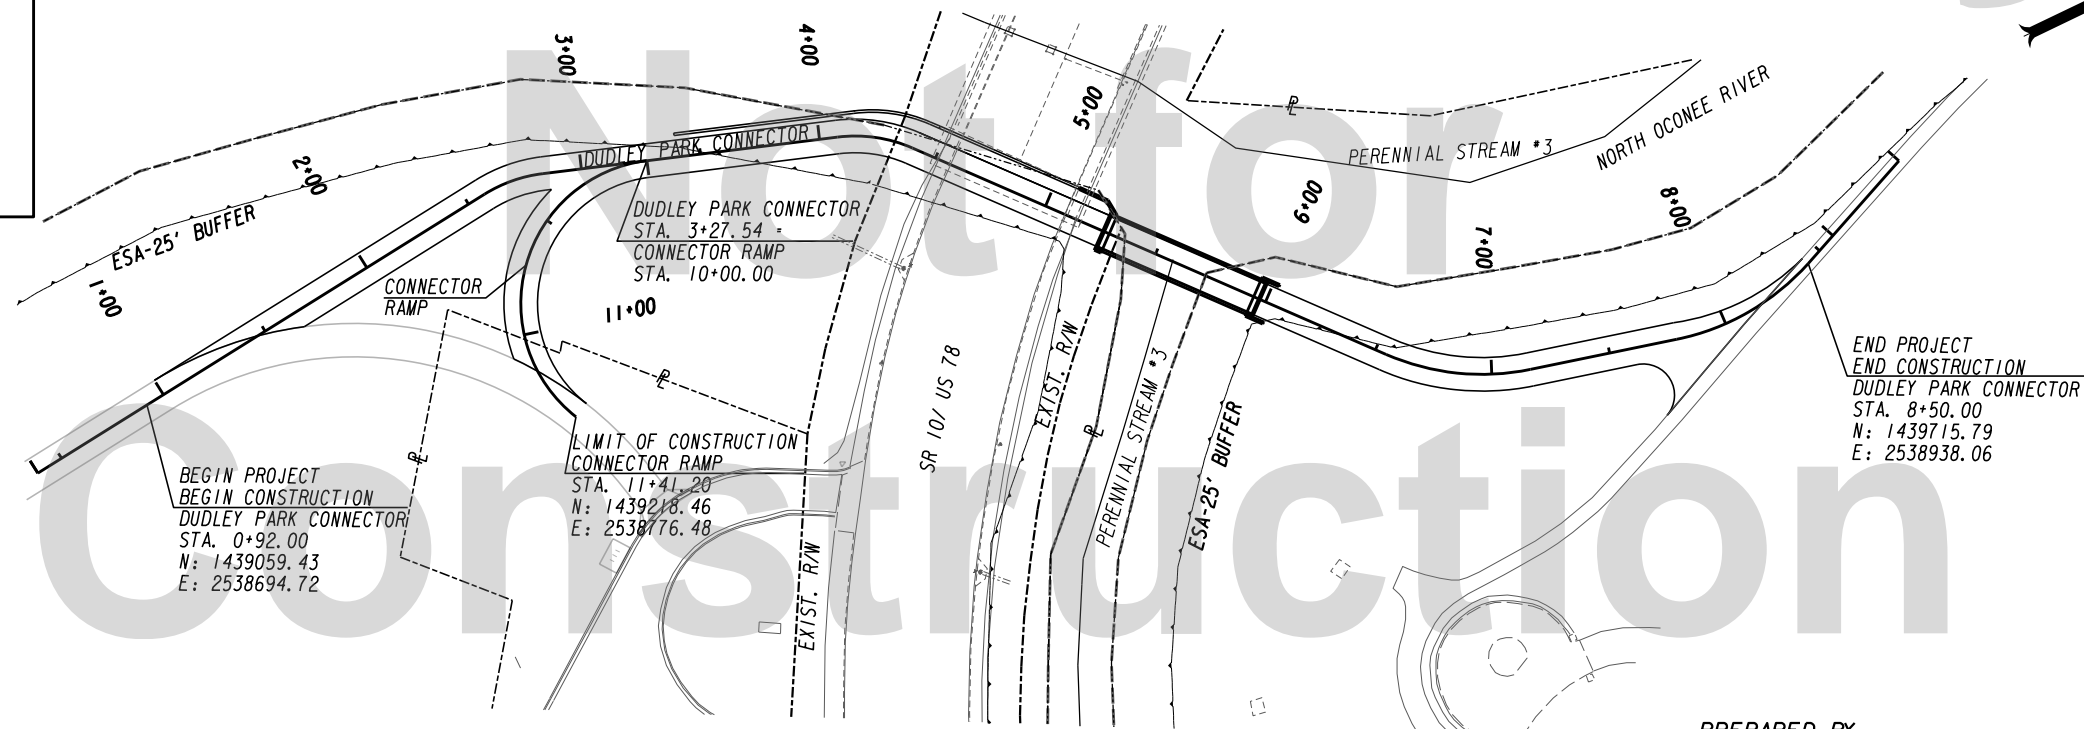 Not for
Construction
1+00
2+00
3+00
4+00
5+00
6+00
7+00
8+00
11+00
ESA-25' BUFFER
DUDLEY PARK CONNECTOR
CONNECTOR
RAMP
DUDLEY PARK CONNECTOR
STA. 3+27.54 =
CONNECTOR RAMP
STA. 10+00.00
PERENNIAL STREAM #3
NORTH OCONEE RIVER
BEGIN PROJECT
BEGIN CONSTRUCTION
DUDLEY PARK CONNECTOR
STA. 0+92.00
N: 1439059.43
E: 2538694.72
LIMIT OF CONSTRUCTION
CONNECTOR RAMP
STA. 11+41.20
N: 1439218.46
E: 2538776.48
EXIST. R/W
SR 10/ US 78
EXIST. R/W
PERENNIAL STREAM #3
ESA-25' BUFFER
END PROJECT
END CONSTRUCTION
DUDLEY PARK CONNECTOR
STA. 8+50.00
N: 1439715.79
E: 2538938.06
PREPARED BY